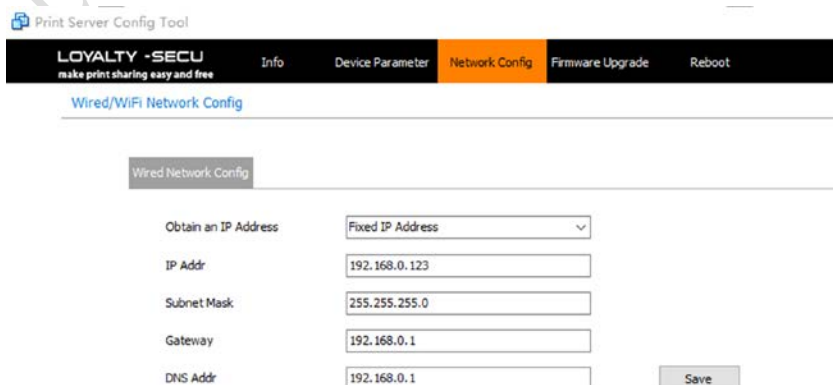 Print Server Config Tool
LOYALTY -SECU
make print sharing easy and free
Info Device Parameter Network Config Firmware Upgrade Reboot
Wired/WiFi Network Config
Wired Network Config
Obtain an IP Address Fixed IP Address
IP Addr 192.168.0.123
Subnet Mask 255.255.255.0
Gateway 192.168.0.1
DNS Addr 192.168.0.1 Save